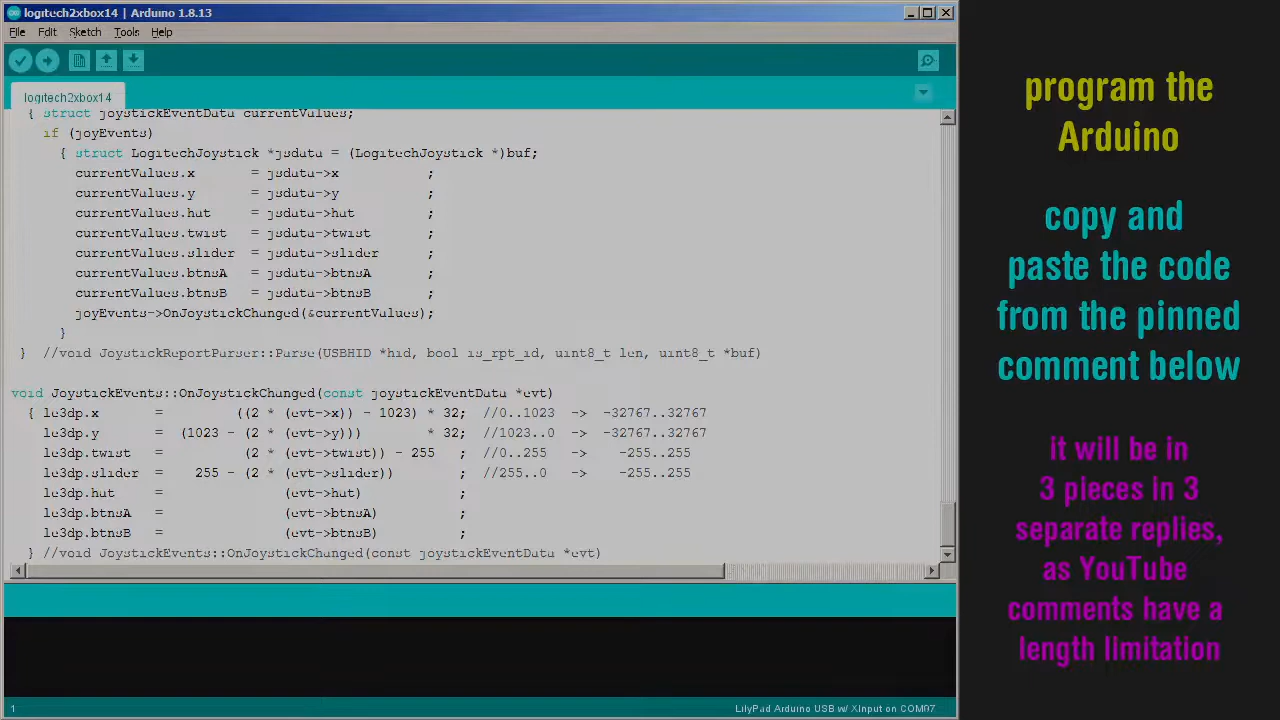 logitech2xbox14 | Arduino 1.8.13
File Edit Sketch Tools Help
logitech2xbox14
{ struct joystickEventData currentValues;
if (joyEvents)
{ struct LogitechJoystick *jsdata = (LogitechJoystick *)buf;
currentValues.x = jsdata->x ;
currentValues.y = jsdata->y ;
currentValues.hat = jsdata->hat ;
currentValues.twist = jsdata->twist ;
currentValues.slider = jsdata->slider ;
currentValues.btnsA = jsdata->btnsA ;
currentValues.btnsB = jsdata->btnsB ;
joyEvents->OnJoystickChanged(&currentValues);
}
} //void JoystickReportParser::Parse(USBHID *hid, bool is_rpt_id, uint8_t len, uint8_t *buf)
void JoystickEvents::OnJoystickChanged(const joystickEventData *evt)
{ le3dp.x = ((2 * (evt->x)) - 1023) * 32; //0..1023 -> -32767..32767
le3dp.y = (1023 - (2 * (evt->y))) * 32; //1023..0 -> -32767..32767
le3dp.twist = (2 * (evt->twist)) - 255 ; //0..255 -> -255..255
le3dp.slider = 255 - (2 * (evt->slider)) ; //255..0 -> -255..255
le3dp.hat = (evt->hat) ;
le3dp.btnsA = (evt->btnsA) ;
le3dp.btnsB = (evt->btnsB) ;
} //void JoystickEvents::OnJoystickChanged(const joystickEventData *evt)
1
LilyPad Arduino USB w/ XInput on COM97
program the
Arduino
copy and
paste the code
from the pinned
comment below
it will be in
3 pieces in 3
separate replies,
as YouTube
comments have a
length limitation